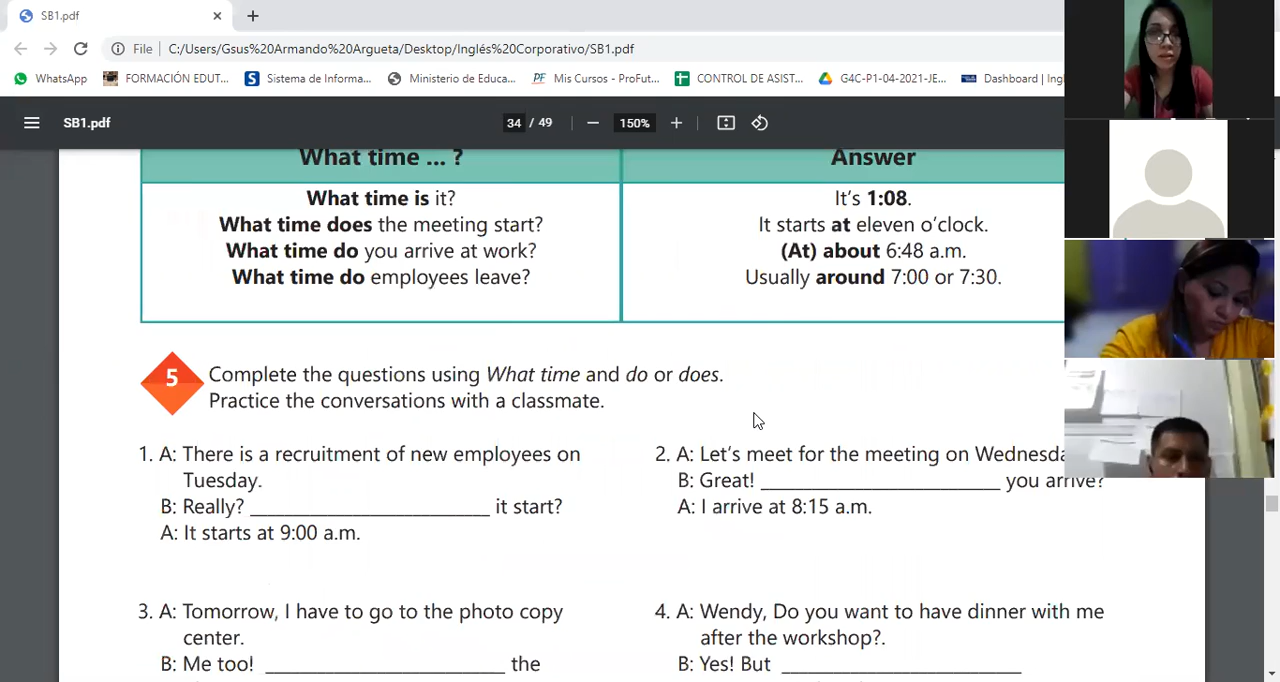 SB1.pdf
File | C:/Users/Gsus%20Armando%20Argueta/Desktop/Inglés%20Corporativo/SB1.pdf
WhatsApp FORMACIÓN EDUT... Sistema de Informa... Ministerio de Educa... Mis Cursos - ProFut... CONTROL DE ASIST... G4C-P1-04-2021-JE... Dashboard | Ingl
SB1.pdf 34 / 49 150%
What time ... ? Answer
What time is it? It's 1:08.
What time does the meeting start? It starts at eleven o'clock.
What time do you arrive at work? (At) about 6:48 a.m.
What time do employees leave? Usually around 7:00 or 7:30.
5 Complete the questions using What time and do or does.
Practice the conversations with a classmate.
1. A: There is a recruitment of new employees on
Tuesday.
B: Really? ________________________ it start?
A: It starts at 9:00 a.m.
2. A: Let's meet for the meeting on Wednesda
B: Great! ________________________ you arrive?
A: I arrive at 8:15 a.m.
3. A: Tomorrow, I have to go to the photo copy
center.
B: Me too! ________________________ the
4. A: Wendy, Do you want to have dinner with me
after the workshop?.
B: Yes! But ________________________